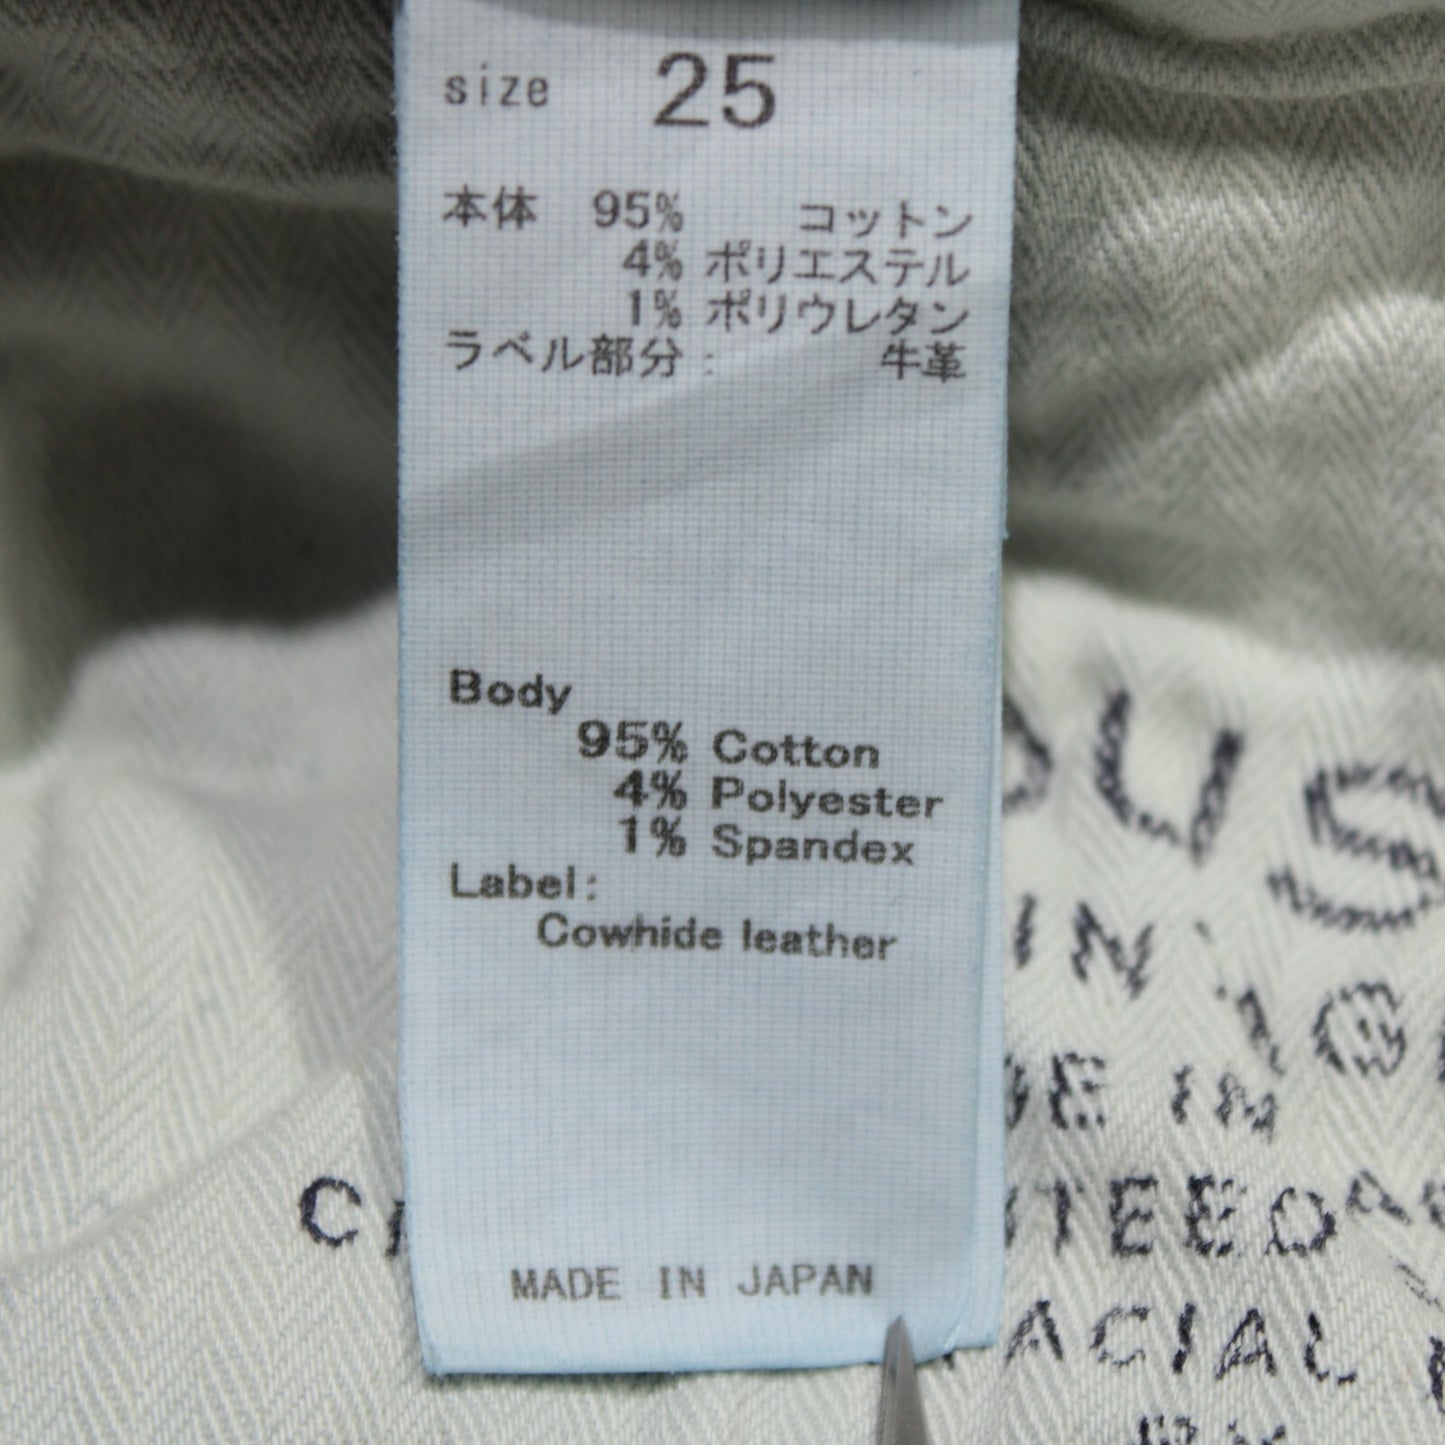 size 25
本体 95% コットン
4% ポリエステル
1% ポリウレタン
ラベル部分: 牛革
Body
95% Cotton
4% Polyester
1% Spandex
Label:
Cowhide leather
MADE IN JAPAN
IN
IN